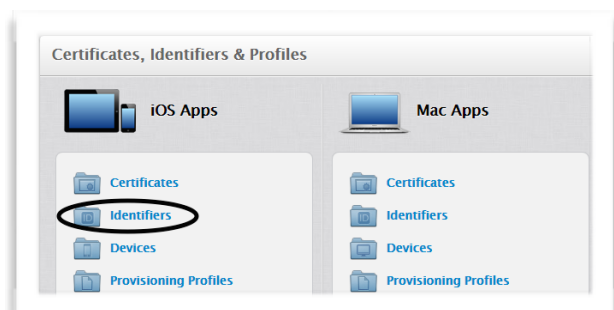 Certificates, Identifiers & Profiles
iOS Apps
Mac Apps
Certificates
Identifiers
Devices
Provisioning Profiles
Certificates
Identifiers
Devices
Provisioning Profiles